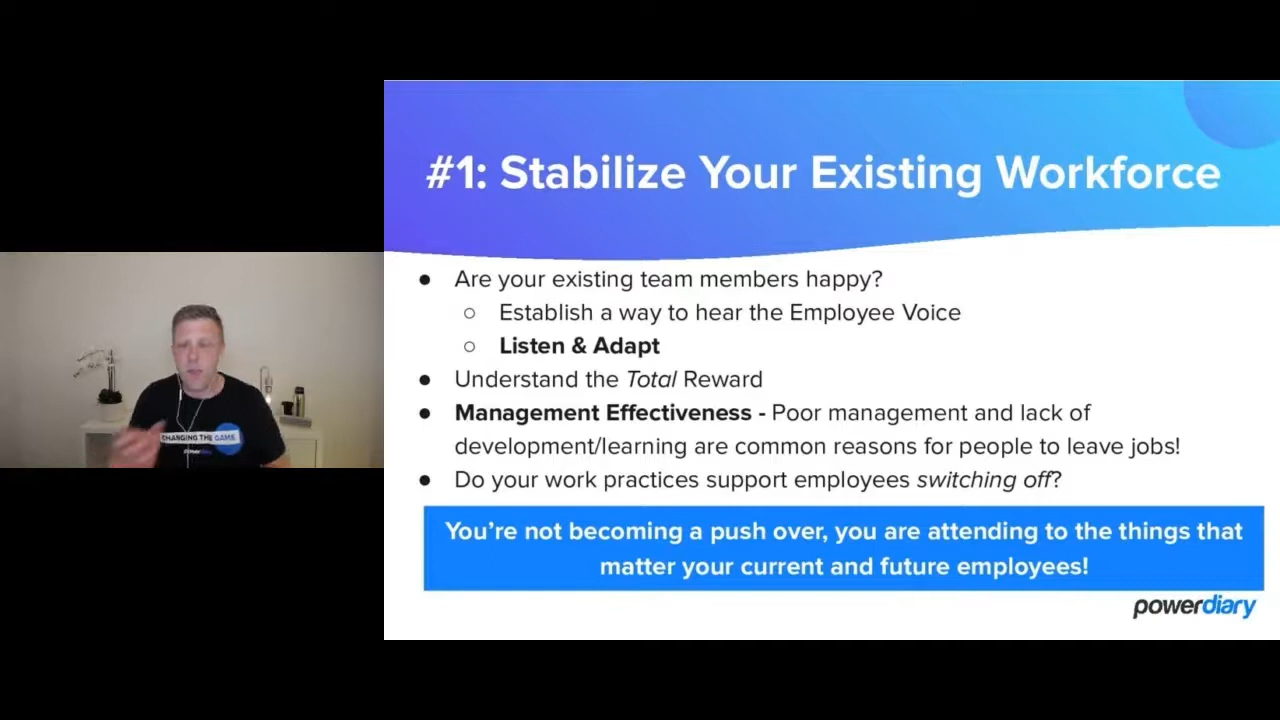 #1: Stabilize Your Existing Workforce
● Are your existing team members happy?
○ Establish a way to hear the Employee Voice
○ Listen & Adapt
● Understand the Total Reward
● Management Effectiveness - Poor management and lack of
development/learning are common reasons for people to leave jobs!
● Do your work practices support employees switching off?
You're not becoming a push over, you are attending to the things that
matter your current and future employees!
powerdiary
CHANGING THE GAME
powerdiary